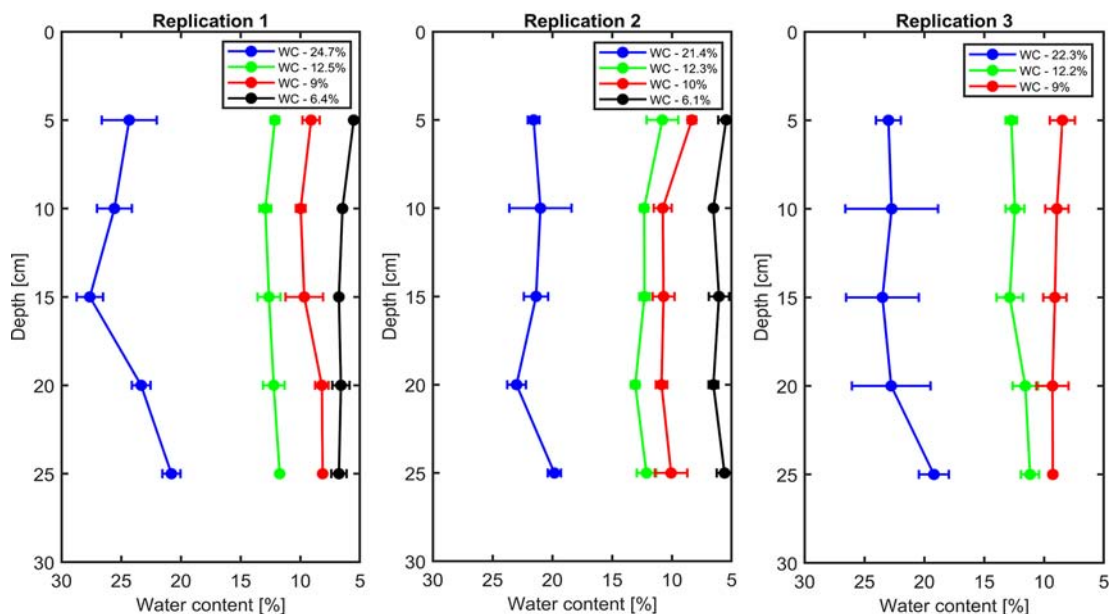 Replication 1
WC - 24.7%
WC - 12.5%
WC - 9%
WC - 6.4%
0
5
10
15
20
25
30
Depth [cm]
30 25 20 15 10 5
Water content [%]
Replication 2
WC - 21.4%
WC - 12.3%
WC - 10%
WC - 6.1%
0
5
10
15
20
25
30
Depth [cm]
30 25 20 15 10 5
Water content [%]
Replication 3
WC - 22.3%
WC - 12.2%
WC - 9%
0
5
10
15
20
25
30
Depth [cm]
30 25 20 15 10 5
Water content [%]